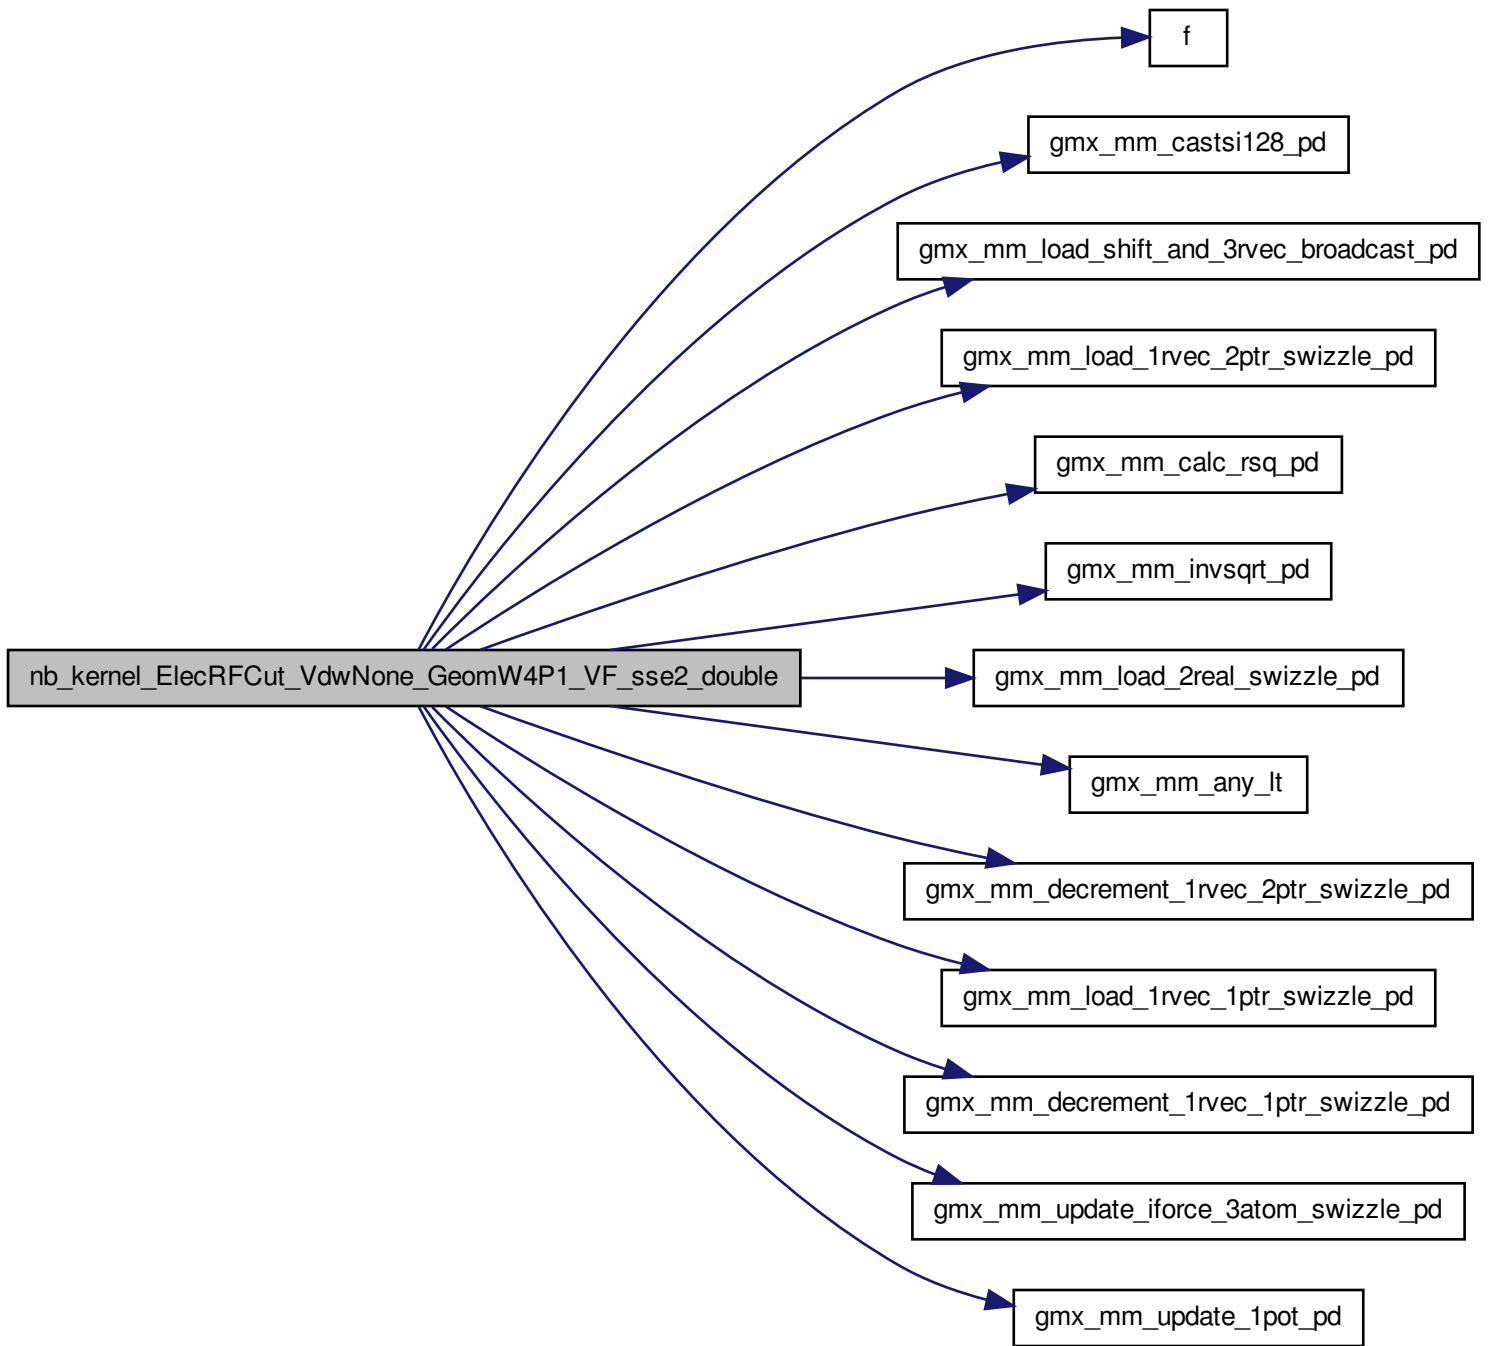 f
gmx_mm_castsi128_pd
gmx_mm_load_shift_and_3rvec_broadcast_pd
gmx_mm_load_1rvec_2ptr_swizzle_pd
gmx_mm_calc_rsq_pd
gmx_mm_invsqrt_pd
nb_kernel_ElecRFCut_VdwNone_GeomW4P1_VF_sse2_double
gmx_mm_load_2real_swizzle_pd
gmx_mm_any_lt
gmx_mm_decrement_1rvec_2ptr_swizzle_pd
gmx_mm_load_1rvec_1ptr_swizzle_pd
gmx_mm_decrement_1rvec_1ptr_swizzle_pd
gmx_mm_update_iforce_3atom_swizzle_pd
gmx_mm_update_1pot_pd